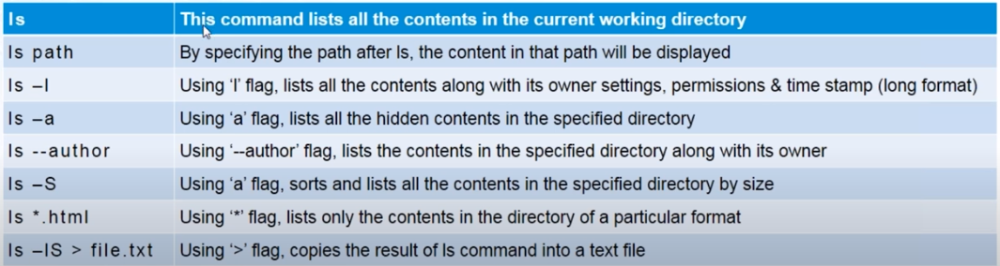 ls This command lists all the contents in the current working directory
ls path By specifying the path after ls, the content in that path will be displayed
ls –l Using ‘l’ flag, lists all the contents along with its owner settings, permissions & time stamp (long format)
ls –a Using ‘a’ flag, lists all the hidden contents in the specified directory
ls --author Using ‘--author’ flag, lists the contents in the specified directory along with its owner
ls –S Using ‘a’ flag, sorts and lists all the contents in the specified directory by size
ls *.html Using ‘*’ flag, lists only the contents in the directory of a particular format
ls –lS > file.txt Using ‘>’ flag, copies the result of ls command into a text file